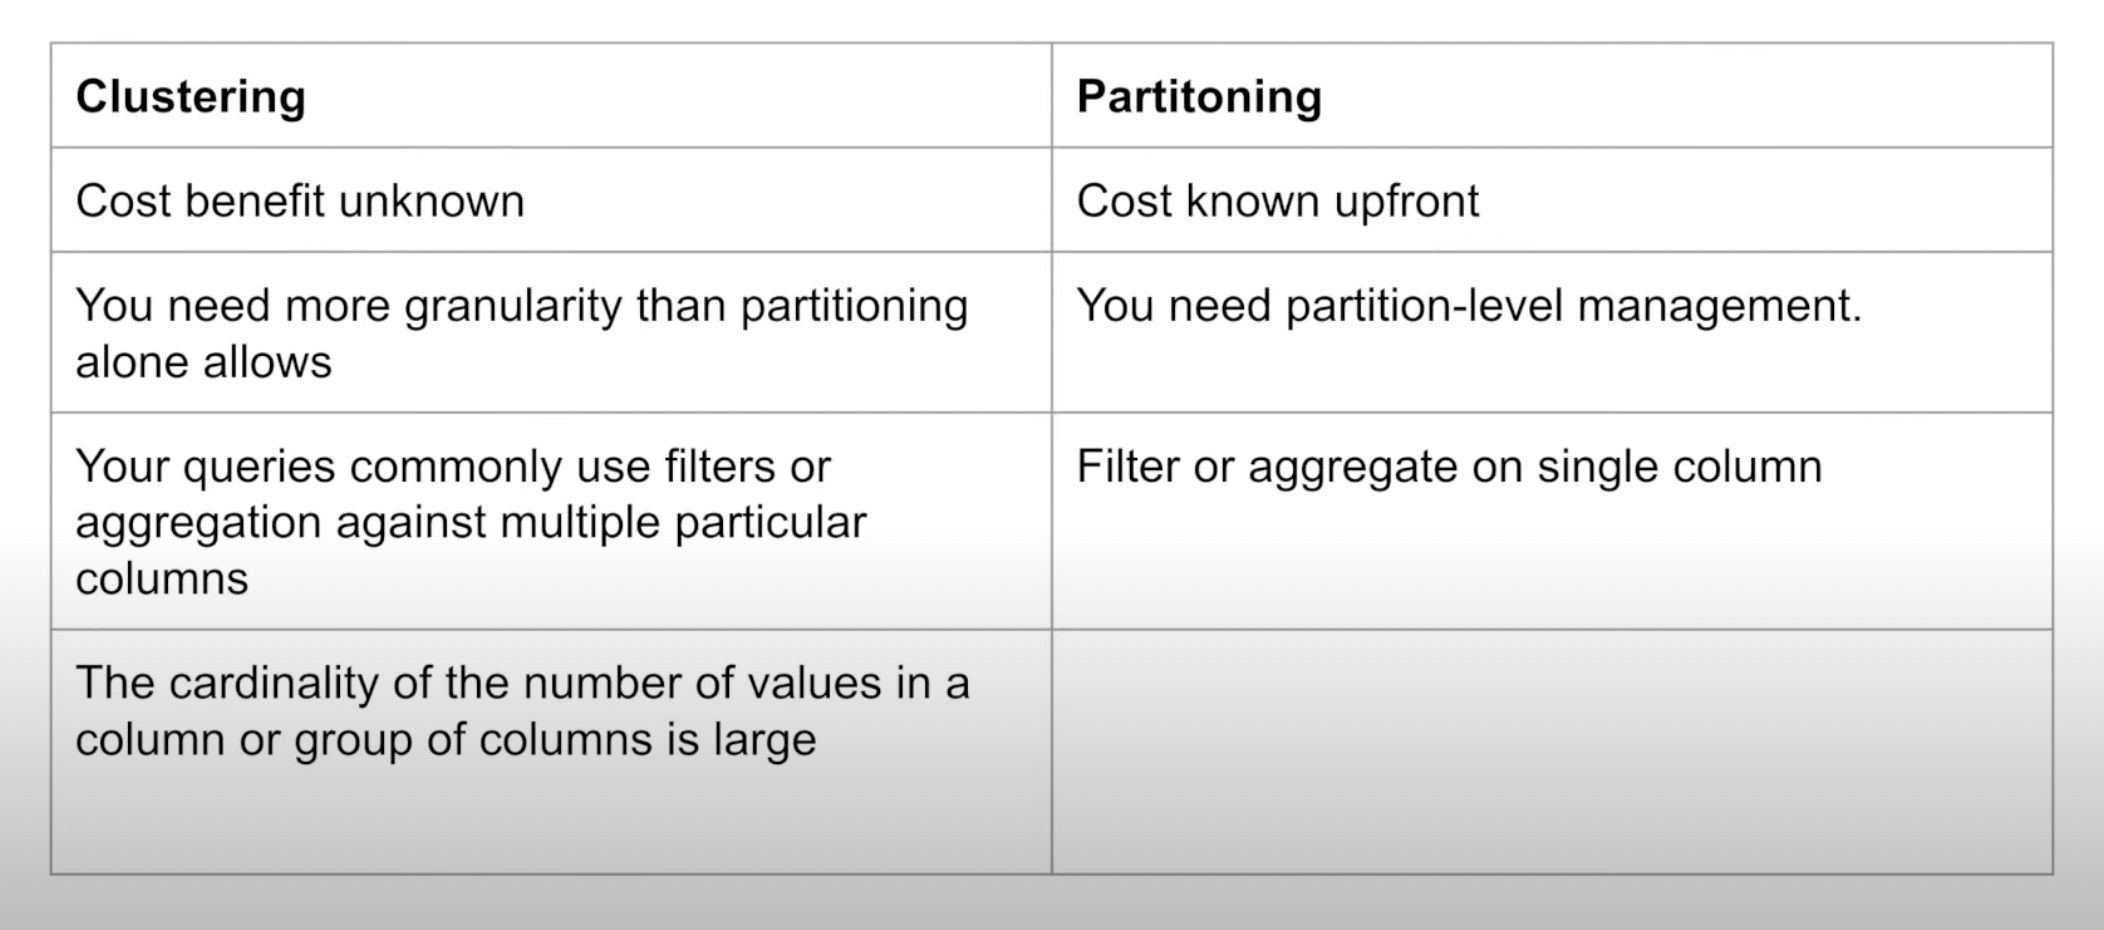 Clustering
Partitoning
Cost benefit unknown
Cost known upfront
You need more granularity than partitioning
alone allows
You need partition-level management.
Your queries commonly use filters or
aggregation against multiple particular
columns
Filter or aggregate on single column
The cardinality of the number of values in a
column or group of columns is large